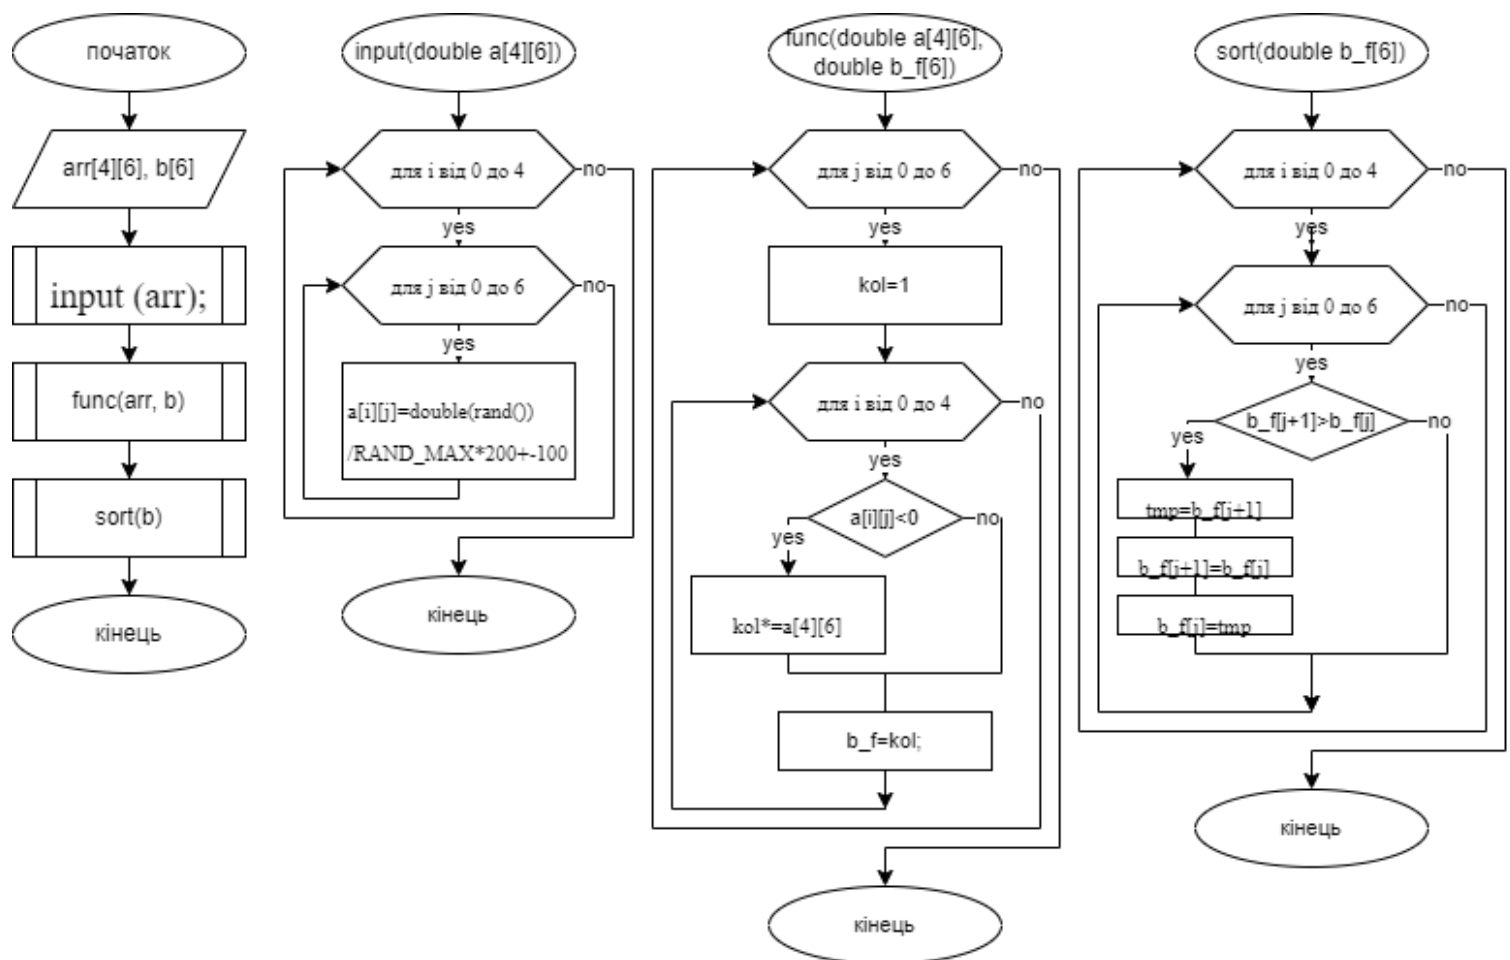 початок
arr[4][6], b[6]
input (arr);
func(arr, b)
sort(b)
кінець
input(double a[4][6])
для i від 0 до 4
no
yes
для j від 0 до 6
no
yes
a[i][j]=double(rand())
/RAND_MAX*200+-100
кінець
func(double a[4][6],
double b_f[6])
для j від 0 до 6
no
yes
kol=1
для i від 0 до 4
no
yes
a[i][j]<0
no
yes
kol*=a[4][6]
b_f=kol;
кінець
sort(double b_f[6])
для i від 0 до 4
no
yes
для j від 0 до 6
no
yes
b_f[j+1]>b_f[j]
no
yes
tmp=b_f[j+1]
b_f[j+1]=b_f[j]
b_f[j]=tmp
кінець